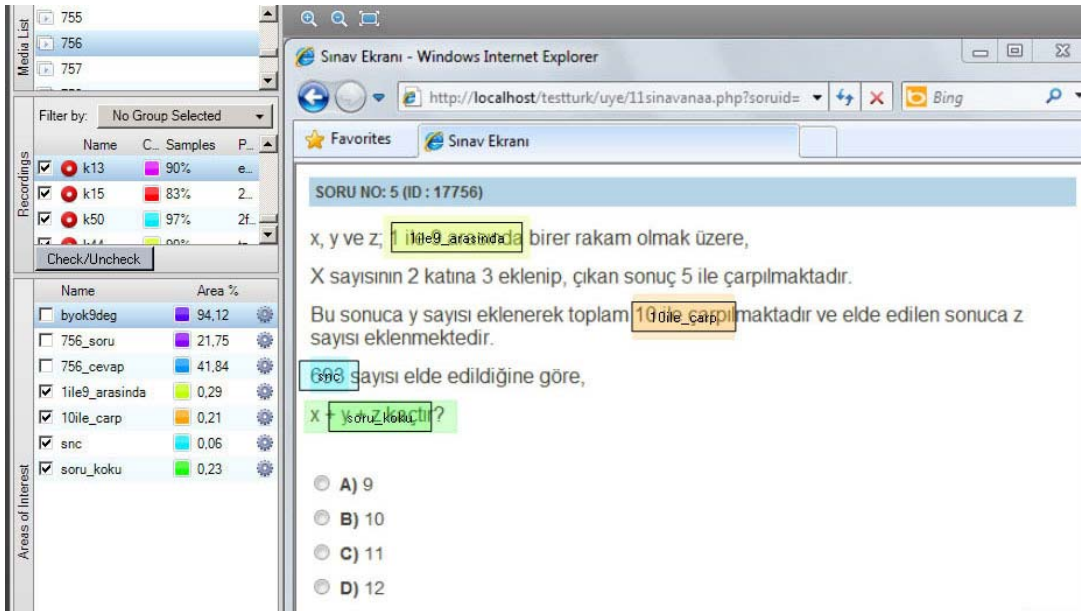 Media List
755
756
757
Filter by: No Group Selected
Recordings
Name C... Samples P...
k13 90% e...
k15 83% 2...
k50 97% 2f...
Check/Uncheck
Areas of Interest
Name Area %
byok9deg 94,12
756_soru 21,75
756_cevap 41,84
1ile9_arasinda 0,29
10ile_carp 0,21
snc 0,06
soru_koku 0,23
Sınav Ekranı - Windows Internet Explorer
http://localhost/testturk/uye/11sinavanaa.php?soruid=
Bing
Favorites
Sınav Ekranı
SORU NO: 5 (ID : 17756)
x, y ve z; 1ile9_arasinda birer rakam olmak üzere,
X sayısının 2 katına 3 eklenip, çıkan sonuç 5 ile çarpılmaktadır.
Bu sonuca y sayısı eklenerek toplam 10ile_carp maktadır ve elde edilen sonuca z
sayısı eklenmektedir.
snc sayısı elde edildiğine göre,
x + soru_koku ?
A) 9
B) 10
C) 11
D) 12